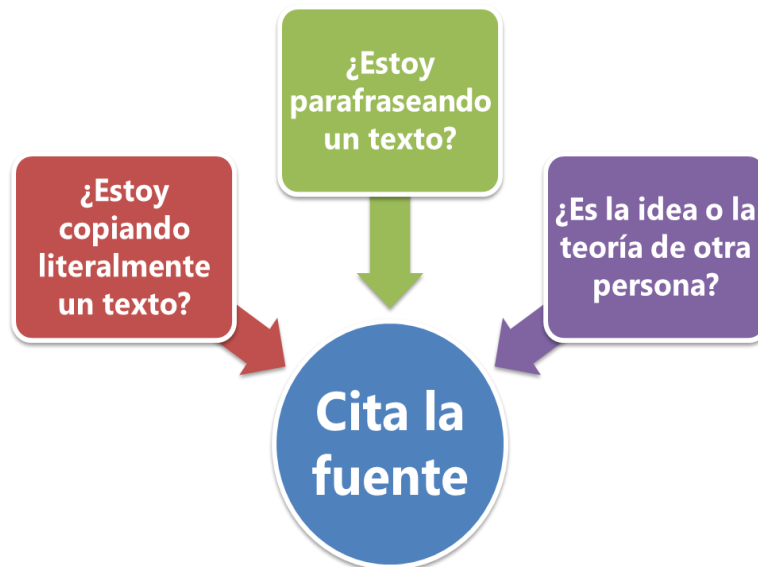 ¿Estoy
parafraseando
un texto?
¿Estoy
copiando
literalmente
un texto?
¿Es la idea o la
teoría de otra
persona?
Cita la
fuente